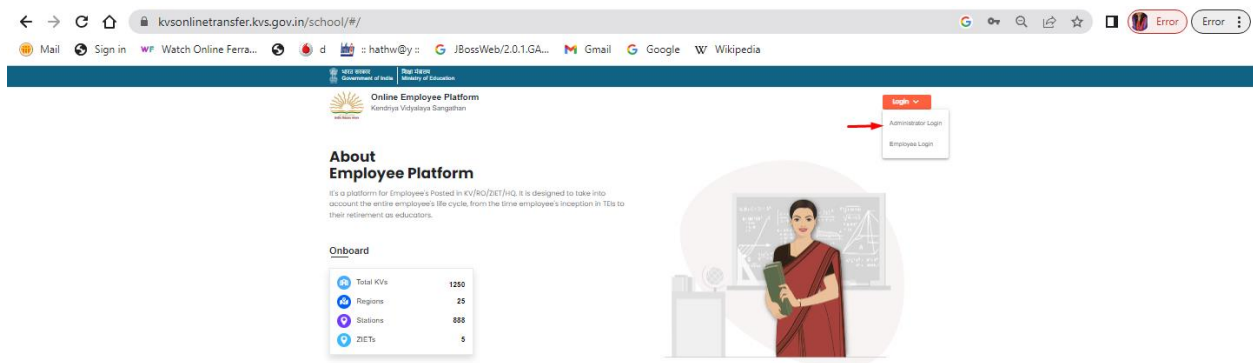 kvsonlinetransfer.kvs.gov.in/school/#/
Error
Error
Mail Sign in WF Watch Online Ferra... d :: hathw@y :: G JBossWeb/2.0.1.GA... Gmail G Google W Wikipedia
भारत सरकार शिक्षा मंत्रालय
Government of India Ministry of Education
Online Employee Platform
Kendriya Vidyalaya Sangathan
Login
Administrator Login
Employee Login
About
Employee Platform
It's a platform for Employee's Posted in KV/RO/ZIET/HQ. It is designed to take into
account the entire employee's life cycle, from the time employee's inception in TEIs to
their retirement as educators.
Onboard
Total KVs 1250
Regions 25
Stations 888
ZIETs 5